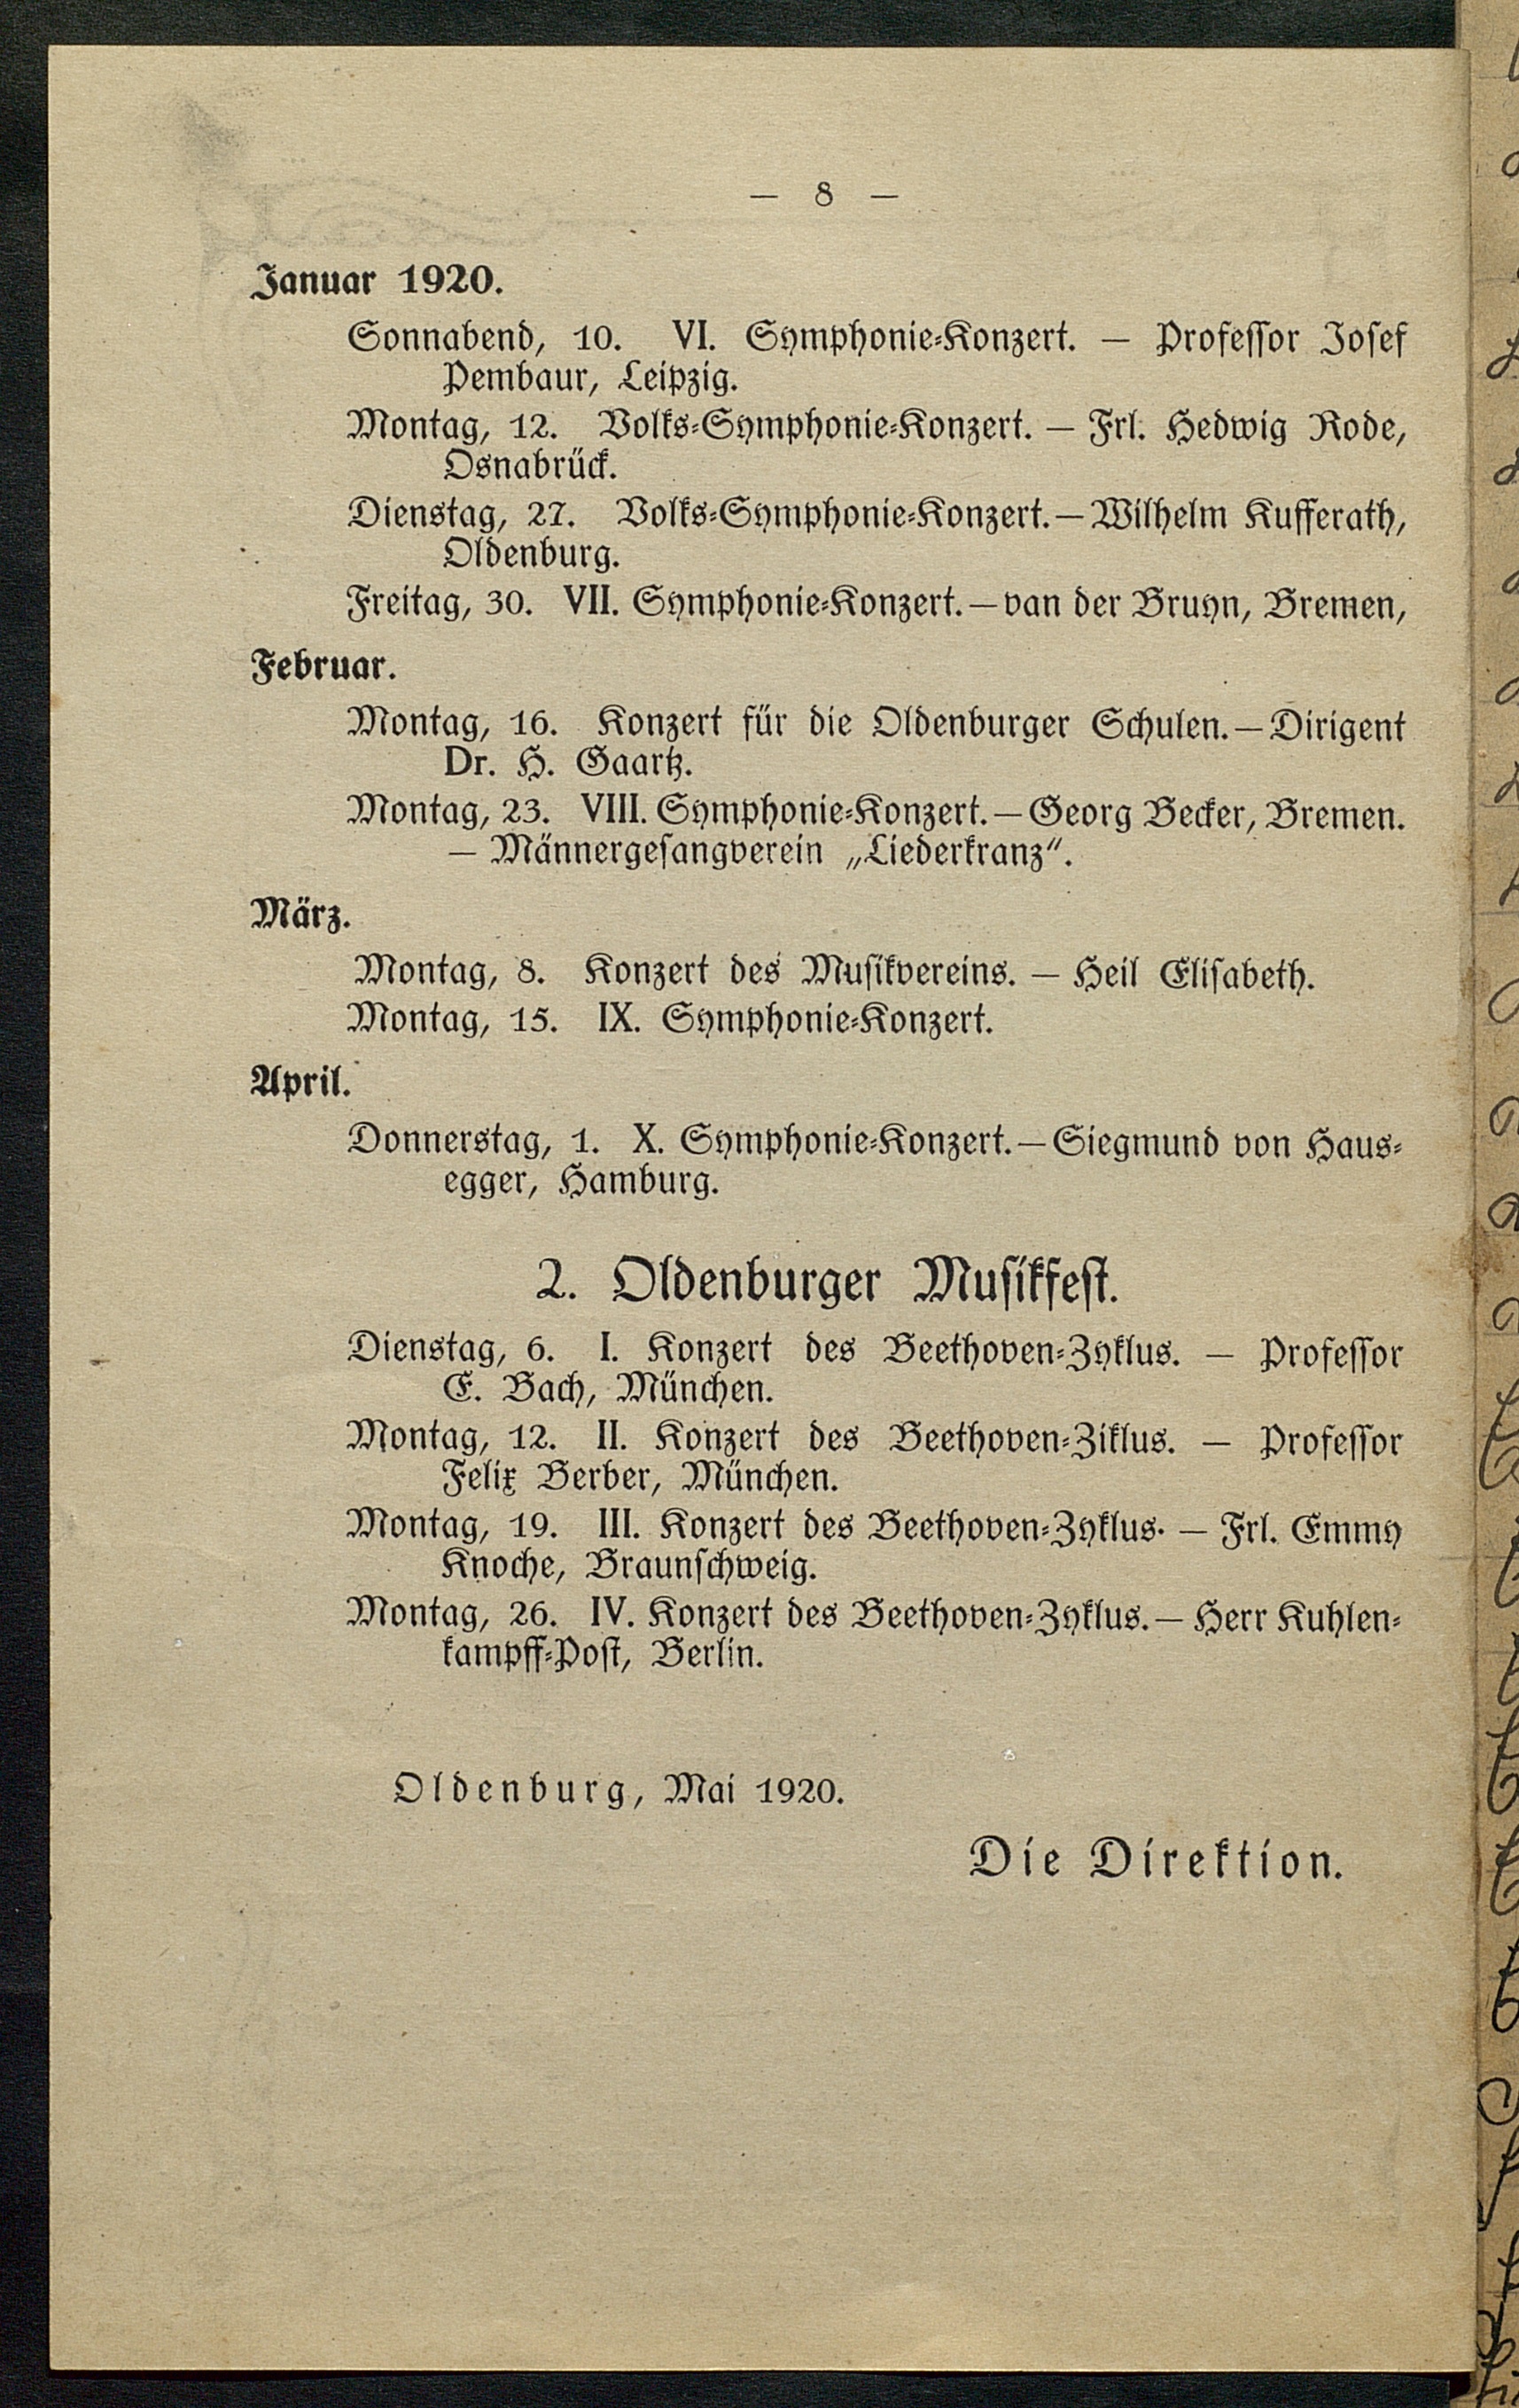 — 8 —
Januar 1920.
Sonnabend, 10. VI. Symphonie-Konzert. — Professor Josef
Pembaur, Leipzig.
Montag, 12. Volks-Symphonie-Konzert. — Frl. Hedwig Rode,
Osnabrück.
Dienstag, 27. Volks-Symphonie-Konzert. — Wilhelm Kufferath,
Oldenburg.
Freitag, 30. VII. Symphonie-Konzert. — van der Bruyn, Bremen,
Februar.
Montag, 16. Konzert für die Oldenburger Schulen. — Dirigent
Dr. H. Gaartz.
Montag, 23. VIII. Symphonie-Konzert. — Georg Becker, Bremen.
— Männergesangverein „Liederkranz“.
März.
Montag, 8. Konzert des Musikvereins. — Heil Elisabeth.
Montag, 15. IX. Symphonie-Konzert.
April.
Donnerstag, 1. X. Symphonie-Konzert. — Siegmund von Haus-
egger, Hamburg.
2. Oldenburger Musikfest.
Dienstag, 6. I. Konzert des Beethoven-Zyklus. — Professor
E. Bach, München.
Montag, 12. II. Konzert des Beethoven-Ziklus. — Professor
Felix Berber, München.
Montag, 19. III. Konzert des Beethoven-Zyklus. — Frl. Emmy
Knoche, Braunschweig.
Montag, 26. IV. Konzert des Beethoven-Zyklus. — Herr Kuhlen-
kampff-Post, Berlin.
Oldenburg, Mai 1920.
Die Direktion.